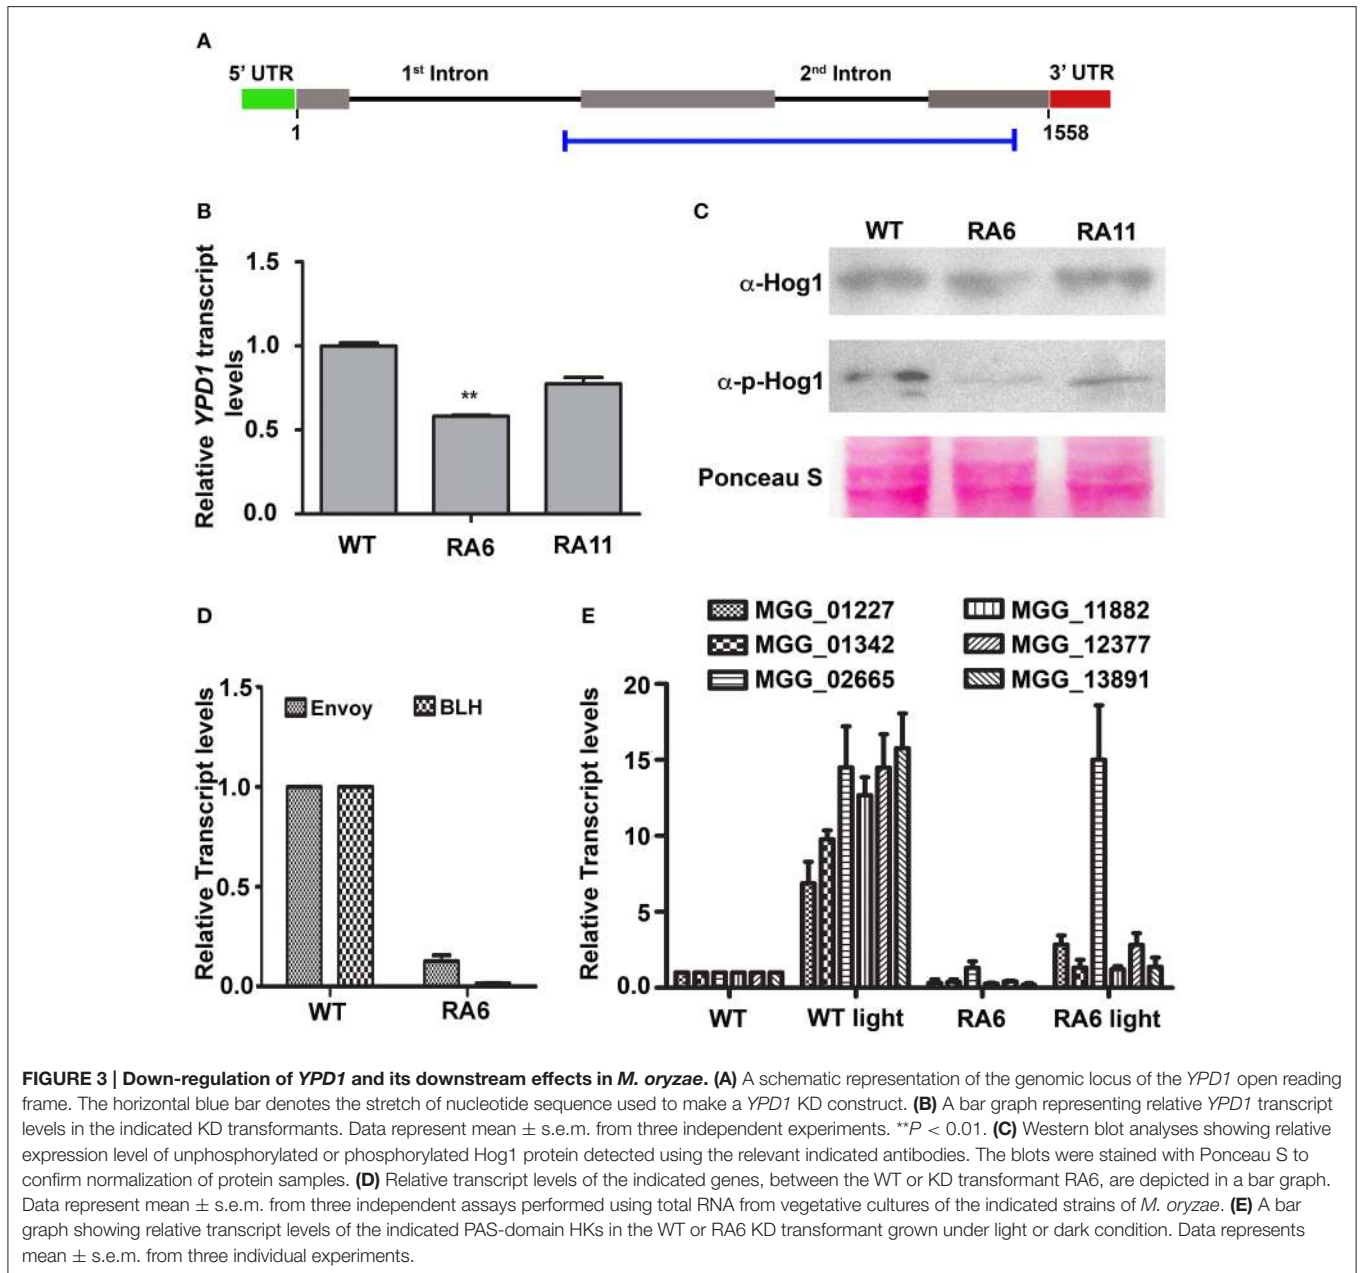 A
5' UTR
1st Intron
2nd Intron
3' UTR
1
1558
B
Relative YPD1 transcript
levels
1.5
1.0
0.5
0.0
**
WT
RA6
RA11
C
WT
RA6
RA11
α-Hog1
α-p-Hog1
Ponceau S
D
Relative Transcript levels
1.5
1.0
0.5
0.0
Envoy
BLH
WT
RA6
E
MGG_01227
MGG_01342
MGG_02665
MGG_11882
MGG_12377
MGG_13891
Relative Transcript levels
20
15
10
5
0.0
WT
WT light
RA6
RA6 light
FIGURE 3 | Down-regulation of YPD1 and its downstream effects in M. oryzae. (A) A schematic representation of the genomic locus of the YPD1 open reading
frame. The horizontal blue bar denotes the stretch of nucleotide sequence used to make a YPD1 KD construct. (B) A bar graph representing relative YPD1 transcript
levels in the indicated KD transformants. Data represent mean ± s.e.m. from three independent experiments. **P < 0.01. (C) Western blot analyses showing relative
expression level of unphosphorylated or phosphorylated Hog1 protein detected using the relevant indicated antibodies. The blots were stained with Ponceau S to
confirm normalization of protein samples. (D) Relative transcript levels of the indicated genes, between the WT or KD transformant RA6, are depicted in a bar graph.
Data represent mean ± s.e.m. from three independent assays performed using total RNA from vegetative cultures of the indicated strains of M. oryzae. (E) A bar
graph showing relative transcript levels of the indicated PAS-domain HKs in the WT or RA6 KD transformant grown under light or dark condition. Data represents
mean ± s.e.m. from three individual experiments.